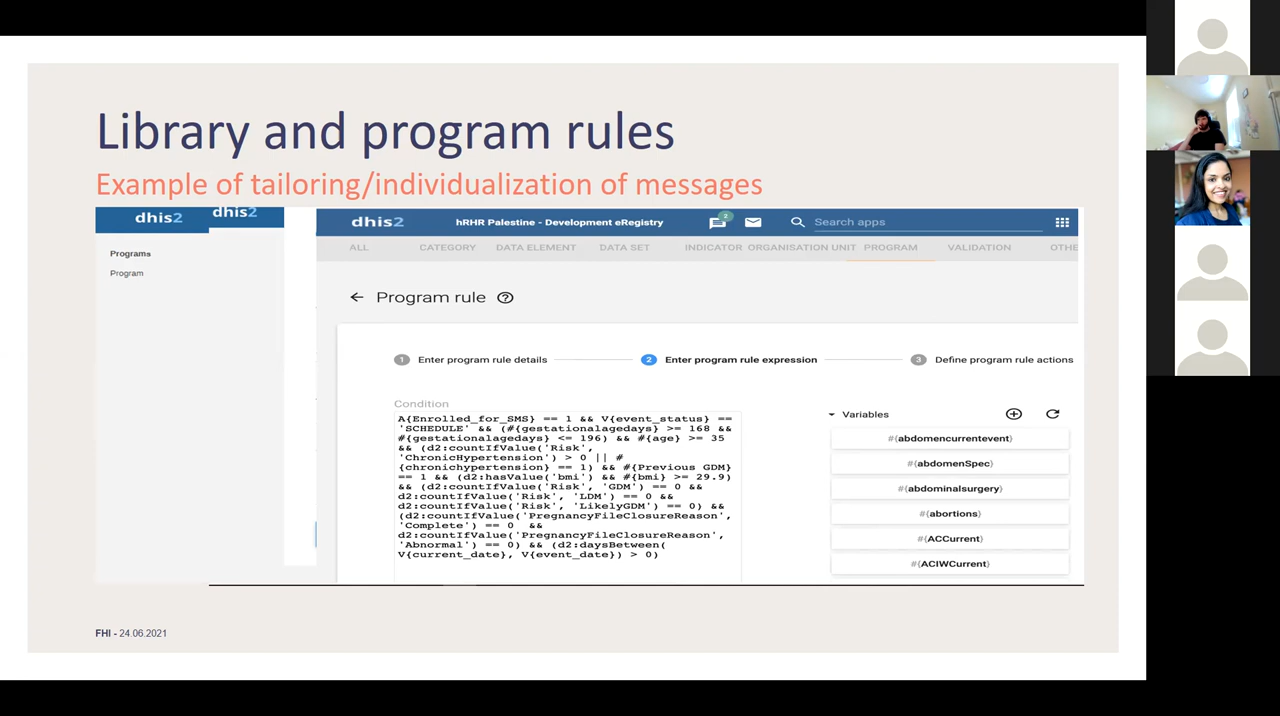 Library and program rules
Example of tailoring/individualization of messages
dhis2
dhis2
Programs
Program
dhis2 hRHR Palestine - Development eRegistry 2 Search apps
ALL CATEGORY DATA ELEMENT DATA SET INDICATOR ORGANISATION UNIT PROGRAM VALIDATION OTHE
Program rule
1 Enter program rule details 2 Enter program rule expression 3 Define program rule actions
Condition
A{Enrolled_for_SMS} == 1 && V{event_status} ==
'SCHEDULE' && (#{gestationalagedays} >= 168 &&
#{gestationalagedays} <= 196) && #{age} >= 35
&& (d2:countIfValue('Risk',
'ChronicHypertension') > 0 || #
{chronichypertension} == 1) && #{Previous GDM}
== 1 && (d2:hasValue('bmi') && #{bmi} >= 29.9)
&& (d2:countIfValue('Risk', 'GDM') == 0 &&
d2:countIfValue('Risk', 'LDM') == 0 &&
d2:countIfValue('Risk', 'LikelyGDM') == 0) &&
(d2:countIfValue('PregnancyFileClosureReason',
'Complete') == 0 &&
d2:countIfValue('PregnancyFileClosureReason',
'Abnormal') == 0) && (d2:daysBetween(
V{current_date}, V{event_date}) > 0)
Variables
#{abdomencurrentevent}
#{abdomenSpec}
#{abdominalsurgery}
#{abortions}
#{ACCurrent}
#{ACIWCurrent}
FHI - 24.06.2021